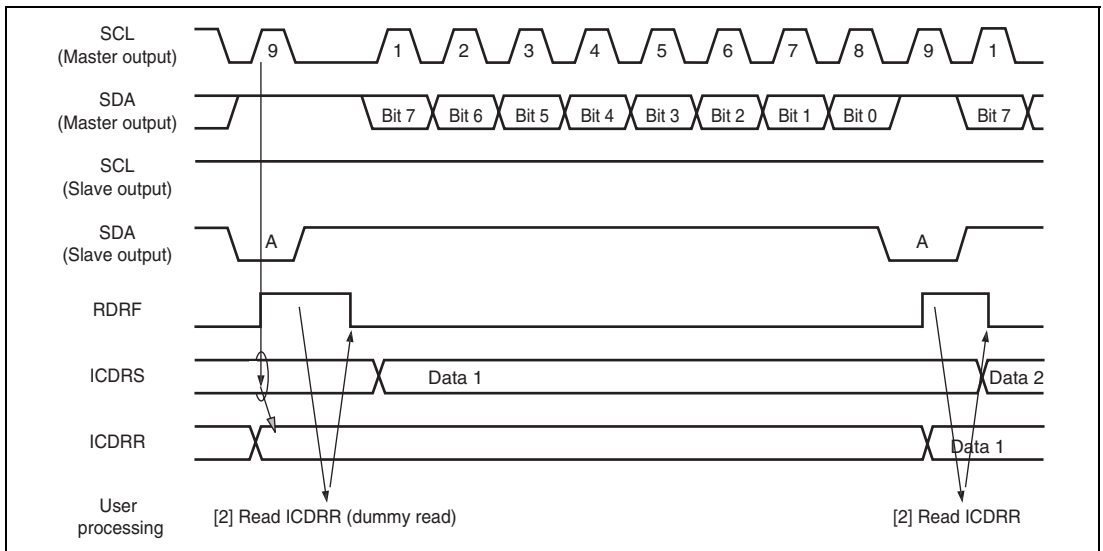 SCL
(Master output)
9 1 2 3 4 5 6 7 8 9 1
SDA
(Master output)
Bit 7 Bit 6 Bit 5 Bit 4 Bit 3 Bit 2 Bit 1 Bit 0 Bit 7
SCL
(Slave output)
SDA
(Slave output)
A A
RDRF
ICDRS
Data 1 Data 2
ICDRR
Data 1
User
processing
[2] Read ICDRR (dummy read) [2] Read ICDRR